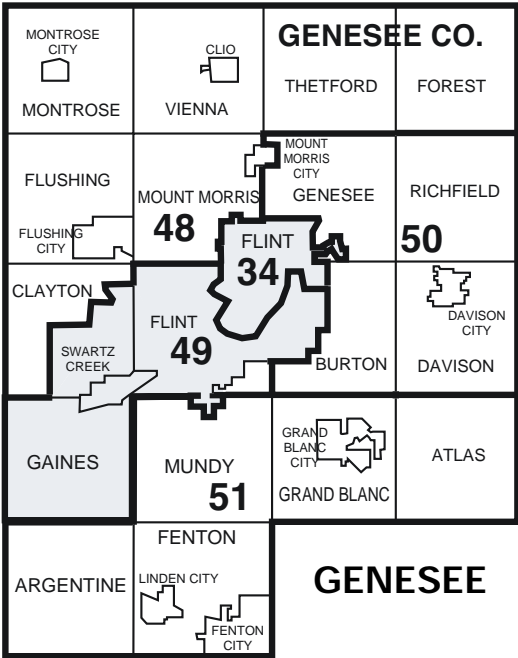 GENESEE CO.
MONTROSE
CITY
CLIO
THETFORD
FOREST
MONTROSE
VIENNA
MOUNT
MORRIS
CITY
FLUSHING
MOUNT MORRIS
GENESEE
RICHFIELD
FLUSHING
CITY
48
FLINT
50
34
CLAYTON
FLINT
49
DAVISON
CITY
SWARTZ
CREEK
BURTON
DAVISON
GRAND
BLANC
CITY
GAINES
MUNDY
ATLAS
51
GRAND BLANC
FENTON
ARGENTINE
LINDEN CITY
GENESEE
FENTON
CITY